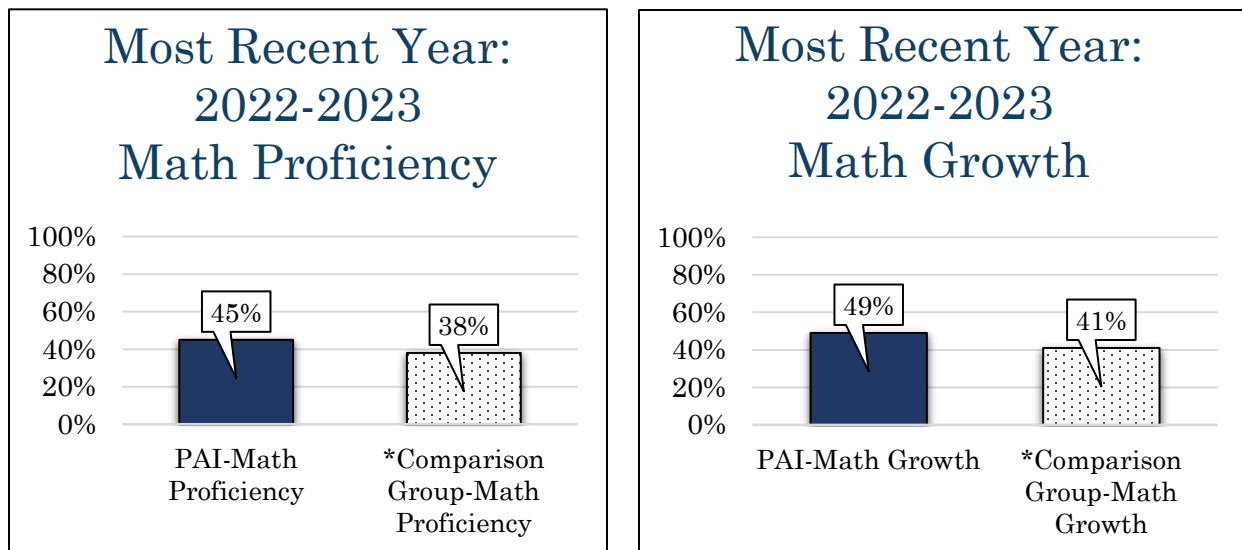 Most Recent Year:
2022-2023
Math Proficiency
100%
80%
60%
40%
20%
0%
45%
38%
PAI-Math
Proficiency
*Comparison
Group-Math
Proficiency
Most Recent Year:
2022-2023
Math Growth
100%
80%
60%
40%
20%
0%
49%
41%
PAI-Math Growth
*Comparison
Group-Math
Growth